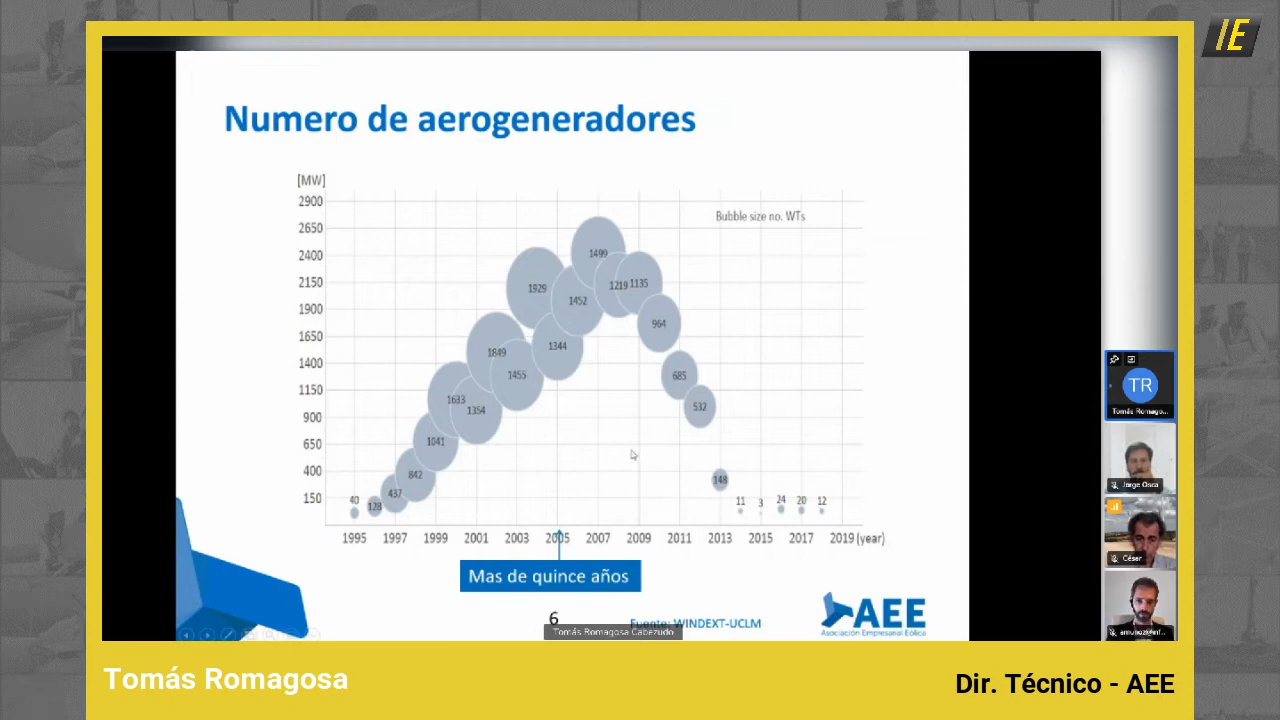 IE
Numero de aerogeneradores
[MW]
2900
2650
2400
2150
1900
1650
1400
1150
900
650
400
150
Bubble size no. WTs
40
128
437
842
1041
1633
1354
1849
1455
1929
1344
1452
1499
1219
1135
964
685
532
148
11
3
24
20
12
1995 1997 1999 2001 2003 2005 2007 2009 2011 2013 2015 2017 2019 (year)
Mas de quince años
6
Fuente: WINDEXT-UCLM
AEE
Asociación Empresarial Eólica
Tomás Romagosa Cabezudo
TR
Tomás Romago...
Jorge Osca
César
amunoz@inf...
Tomás Romagosa
Dir. Técnico - AEE